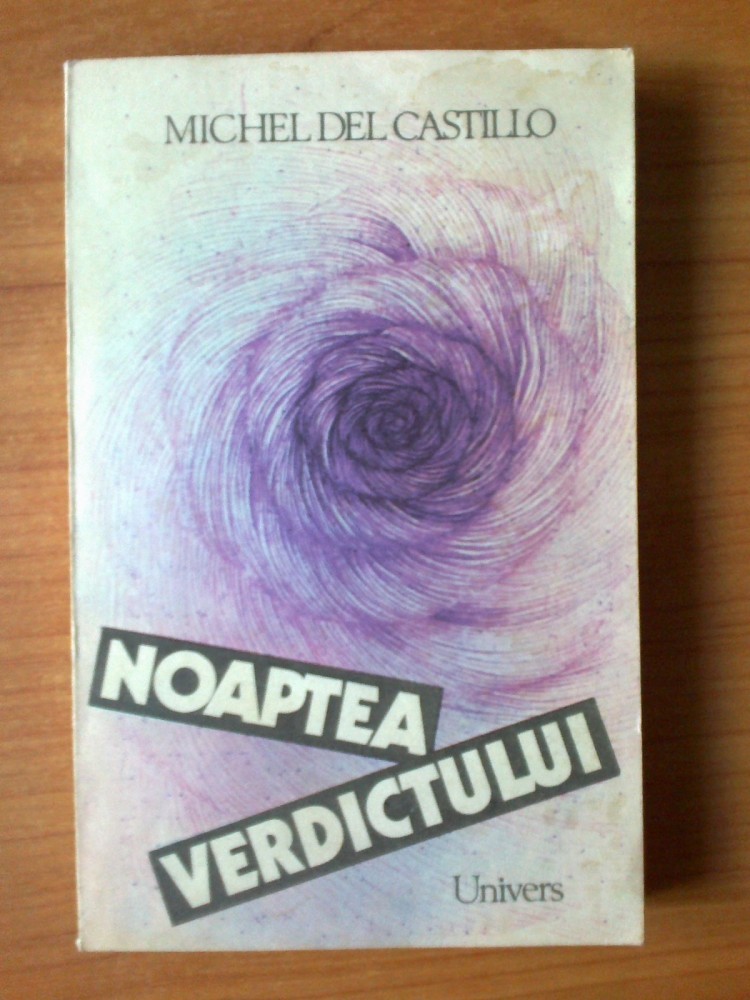 MICHEL DEL CASTILLO
NOAPTEA
VERDICTULUI
Univers